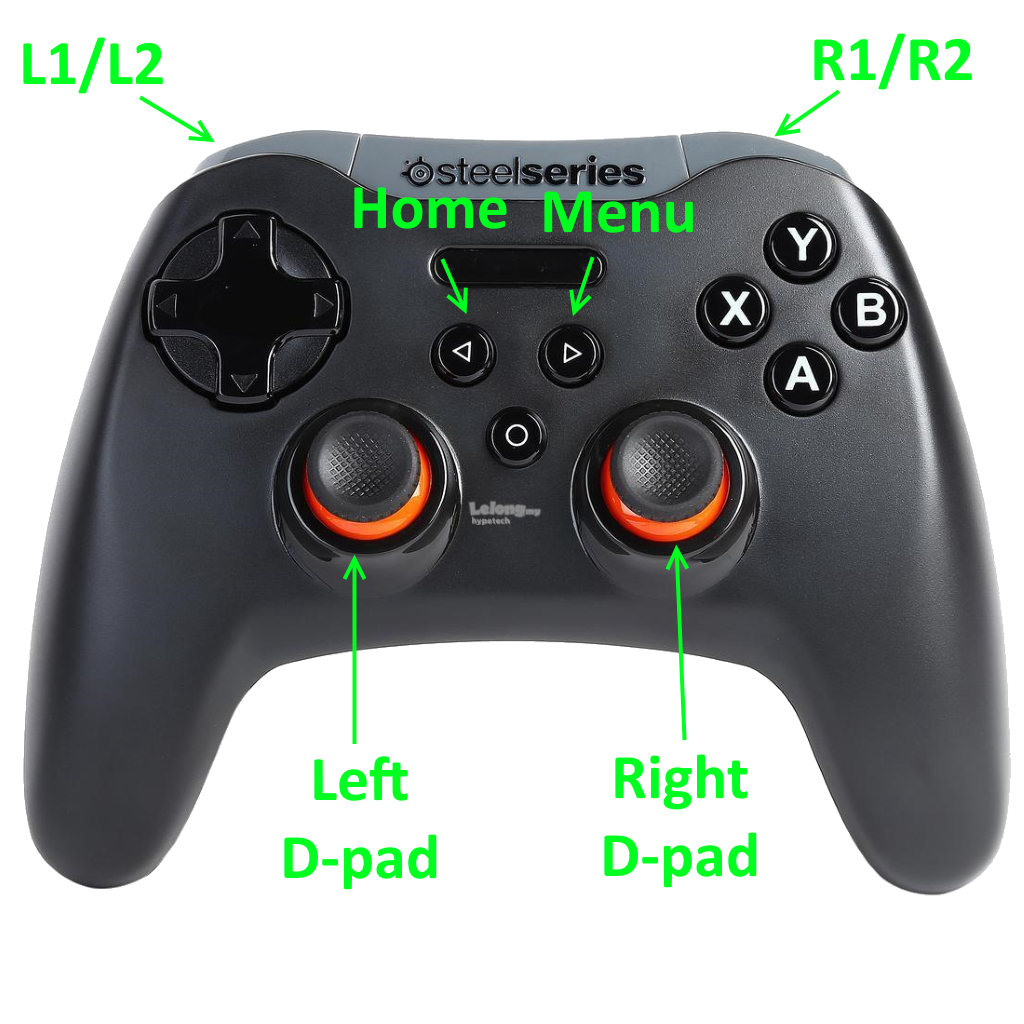 L1/L2
R1/R2
steelseries
Home Menu
Y
X
B
A
Lelong.my
hypetech
Left
D-pad
Right
D-pad